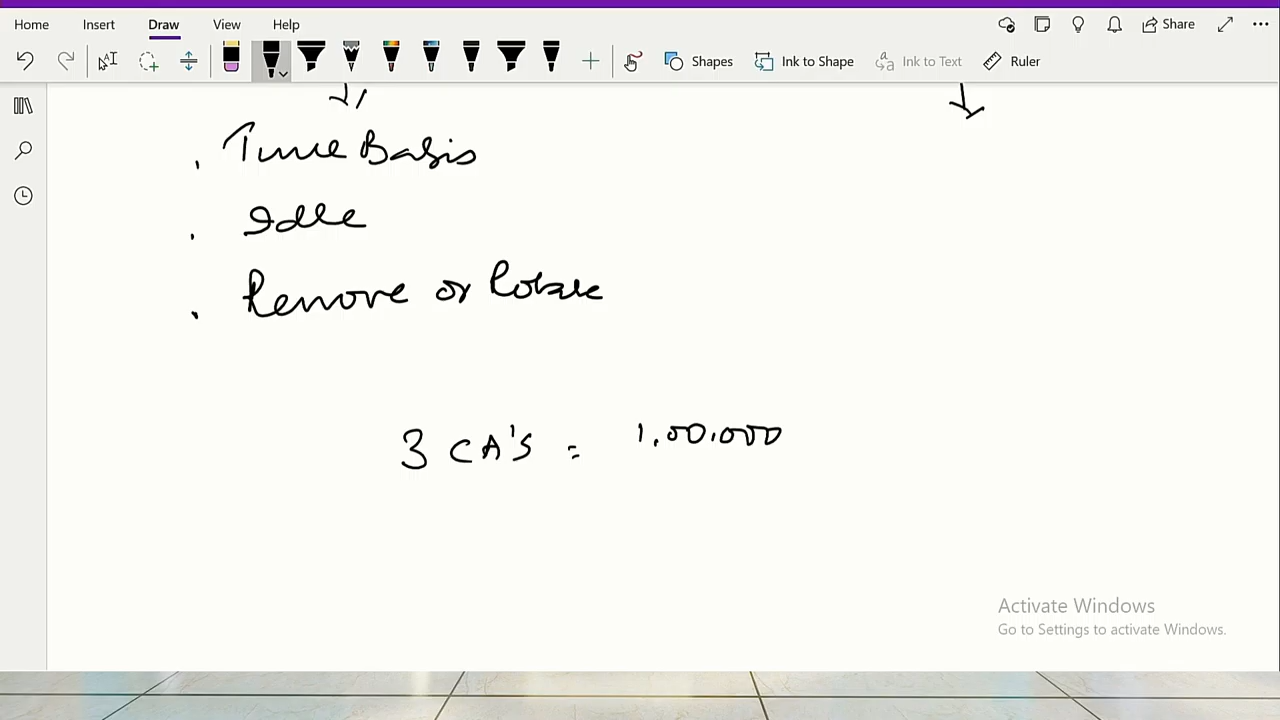 Home Insert Draw View Help Share
Shapes Ink to Shape Ink to Text Ruler
. Time Basis
. Idle
. Remove or Rotate
3 CA'S = 1,00,000
Activate Windows
Go to Settings to activate Windows.